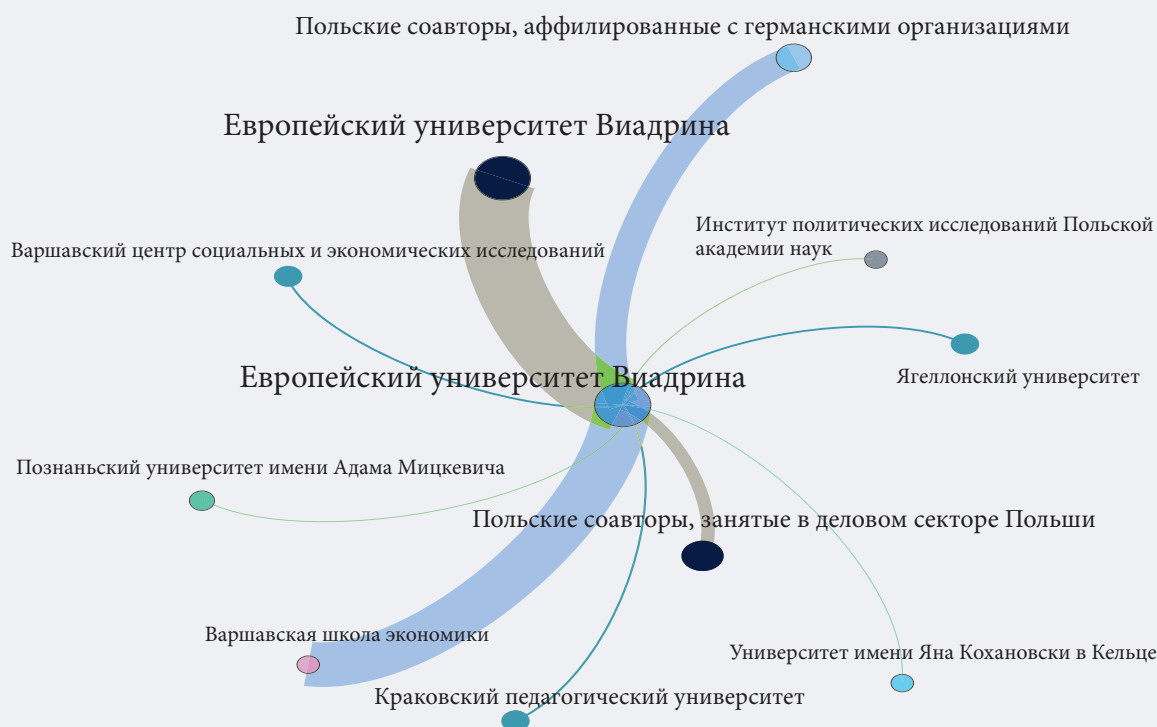 Польские соавторы, аффилированные с германскими организациями
Европейский университет Виадрина
Институт политических исследований Польской
академии наук
Варшавский центр социальных и экономических исследований
Европейский университет Виадрина
Ягеллонский университет
Познаньский университет имени Адама Мицкевича
Польские соавторы, занятые в деловом секторе Польши
Варшавская школа экономики
Университет имени Яна Кохановски в Кельце
Краковский педагогический университет